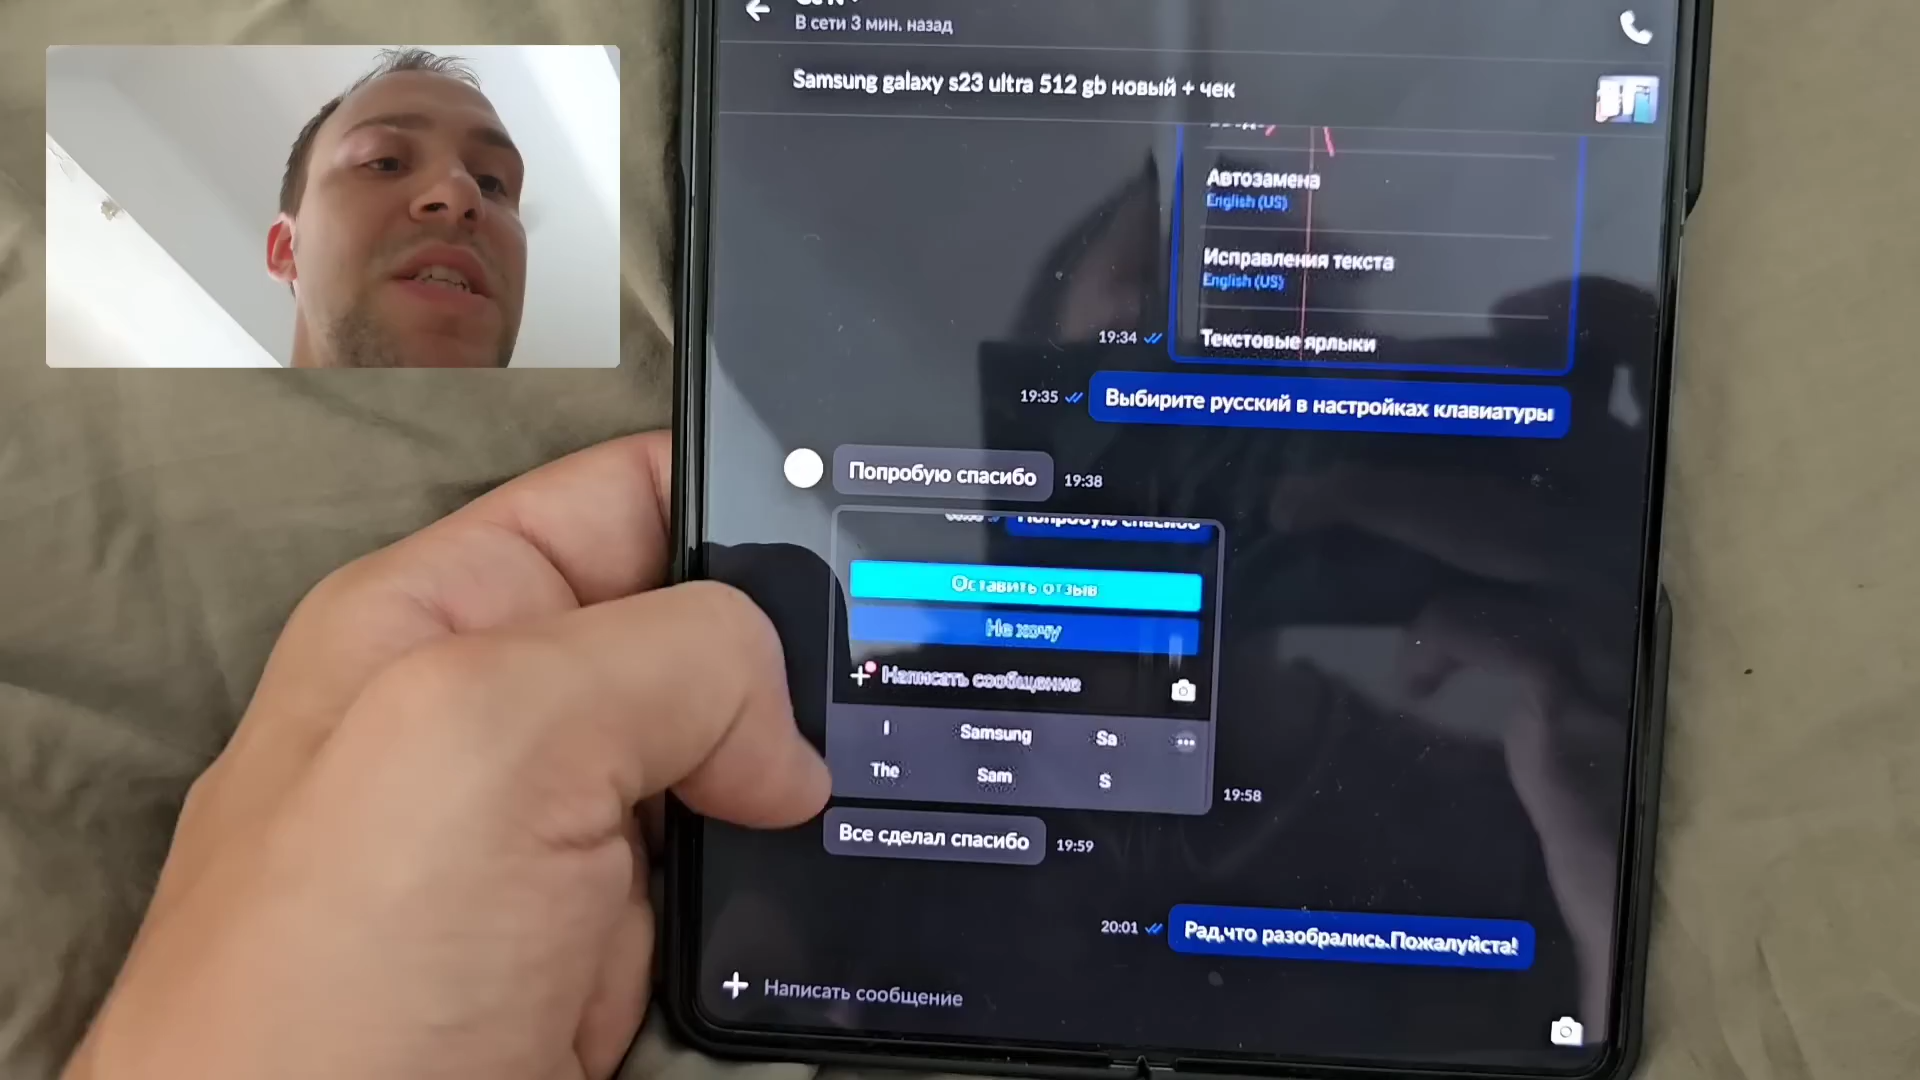 В сети 3 мин. назад
Samsung galaxy s23 ultra 512 gb новый + чек
Автозамена
English (US)
Исправления текста
English (US)
Текстовые ярлыки
19:34
19:35
Выбирите русский в настройках клавиатуры
Попробую спасибо
19:38
Попробую спасибо
Оставить отзыв
Не хочу
Написать сообщение
I Samsung Sa
The Sam S
19:58
Все сделал спасибо
19:59
20:01
Рад,что разобрались.Пожалуйста!
Написать сообщение